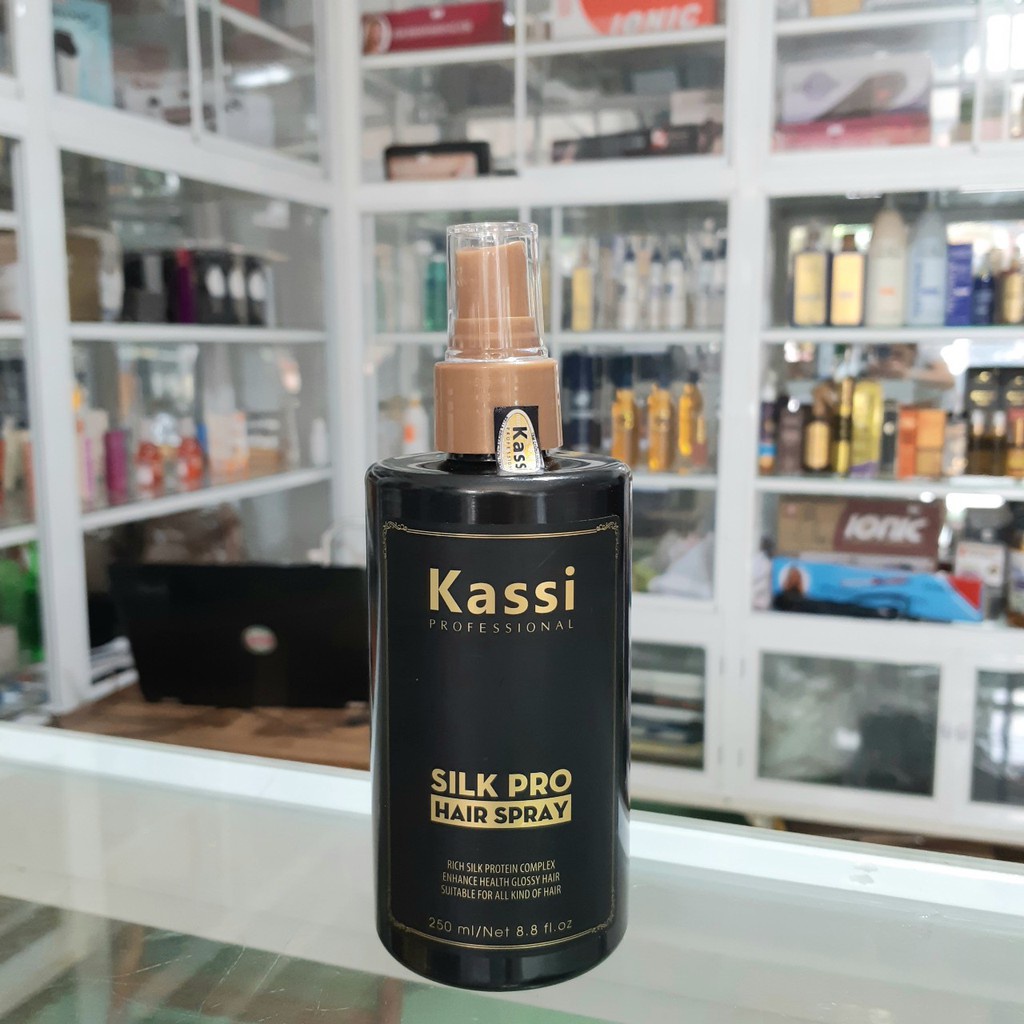 IONIC
Kass
IONIC
Kassi
PROFESSIONAL
SILK PRO
HAIR SPRAY
RICH SILK PROTEIN COMPLEX
ENHANCE HEALTH GLOSSY HAIR
SUITABLE FOR ALL KIND OF HAIR
250 ml/Net 8.8 fl.oz